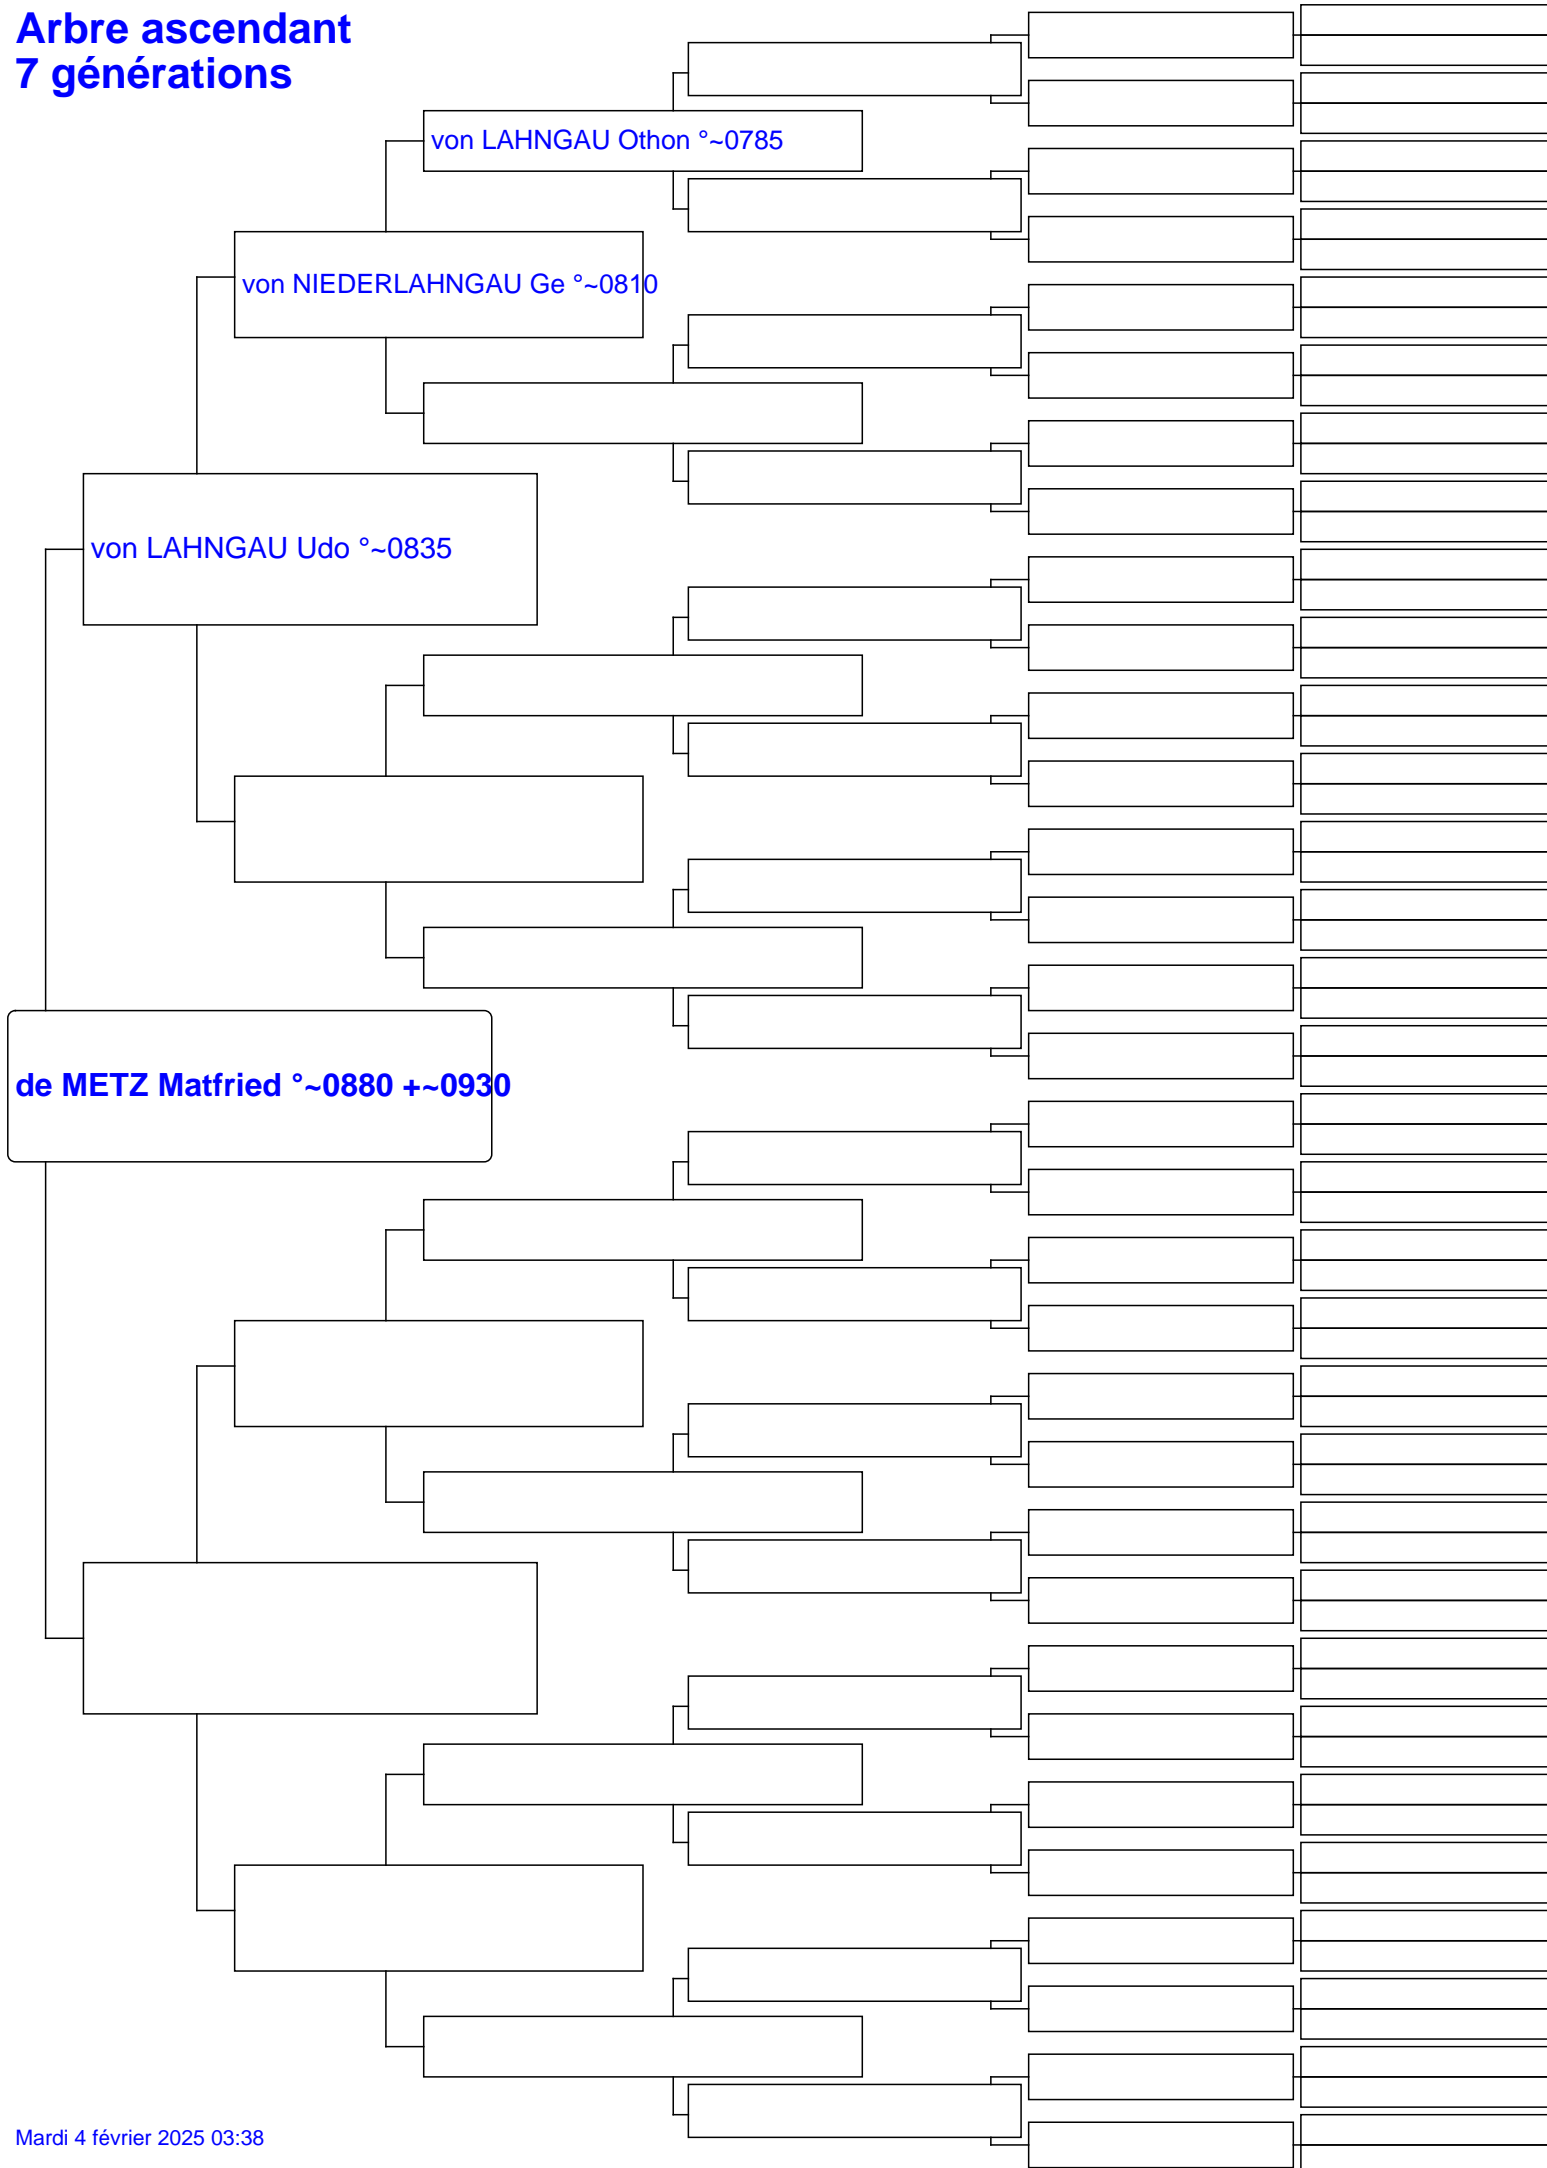 Arbre ascendant
7 générations
von LAHNGAU Othon °~0785
von NIEDERLAHNGAU Ge °~0810
von LAHNGAU Udo °~0835
de METZ Matfried °~0880 +~0930
Mardi 4 février 2025 03:38